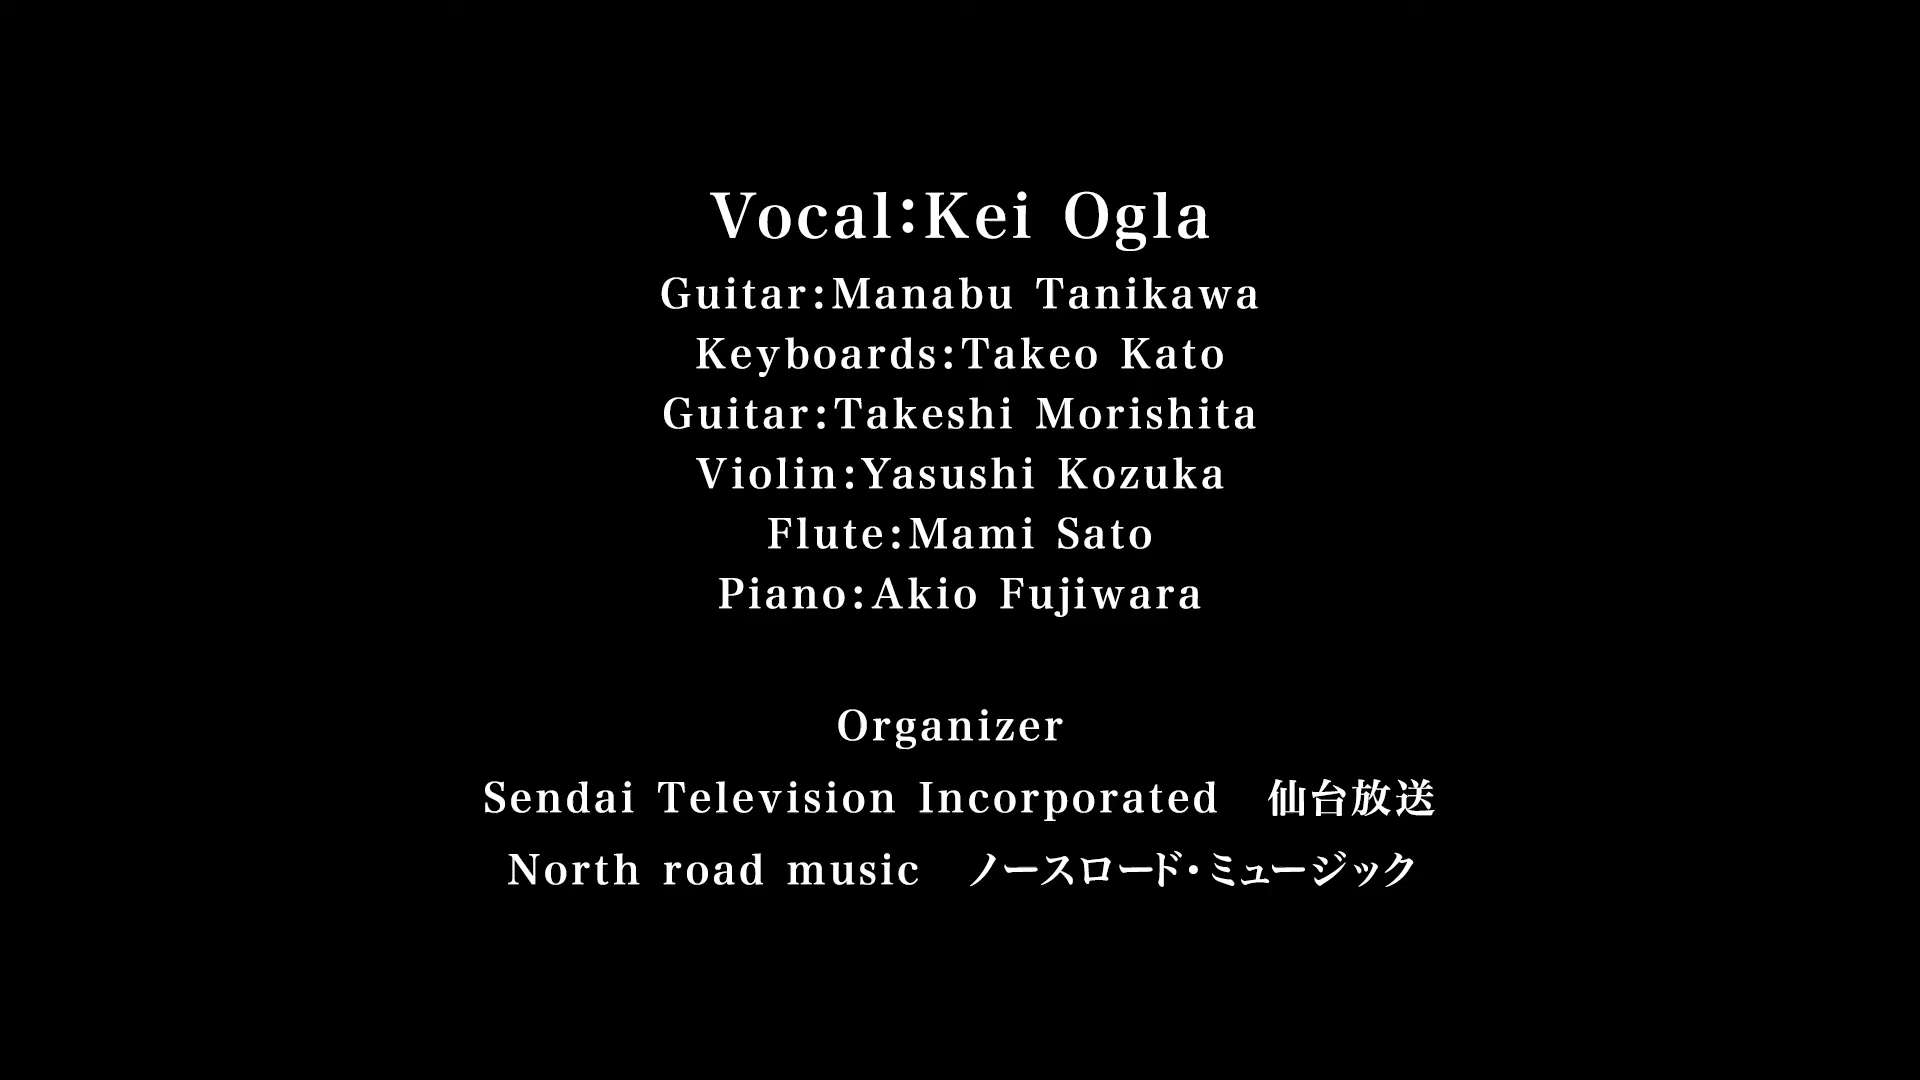 Vocal:Kei Ogla
Guitar:Manabu Tanikawa
Keyboards:Takeo Kato
Guitar:Takeshi Morishita
Violin:Yasushi Kozuka
Flute:Mami Sato
Piano:Akio Fujiwara
Organizer
Sendai Television Incorporated　仙台放送
North road music　ノースロード・ミュージック